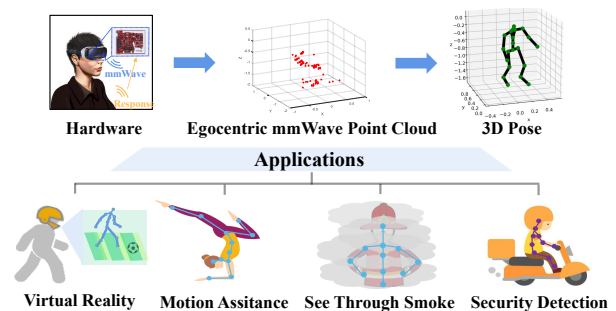 mmWave
Response
Hardware
Egocentric mmWave Point Cloud
3D Pose
Applications
Virtual Reality
Motion Assitance
See Through Smoke
Security Detection